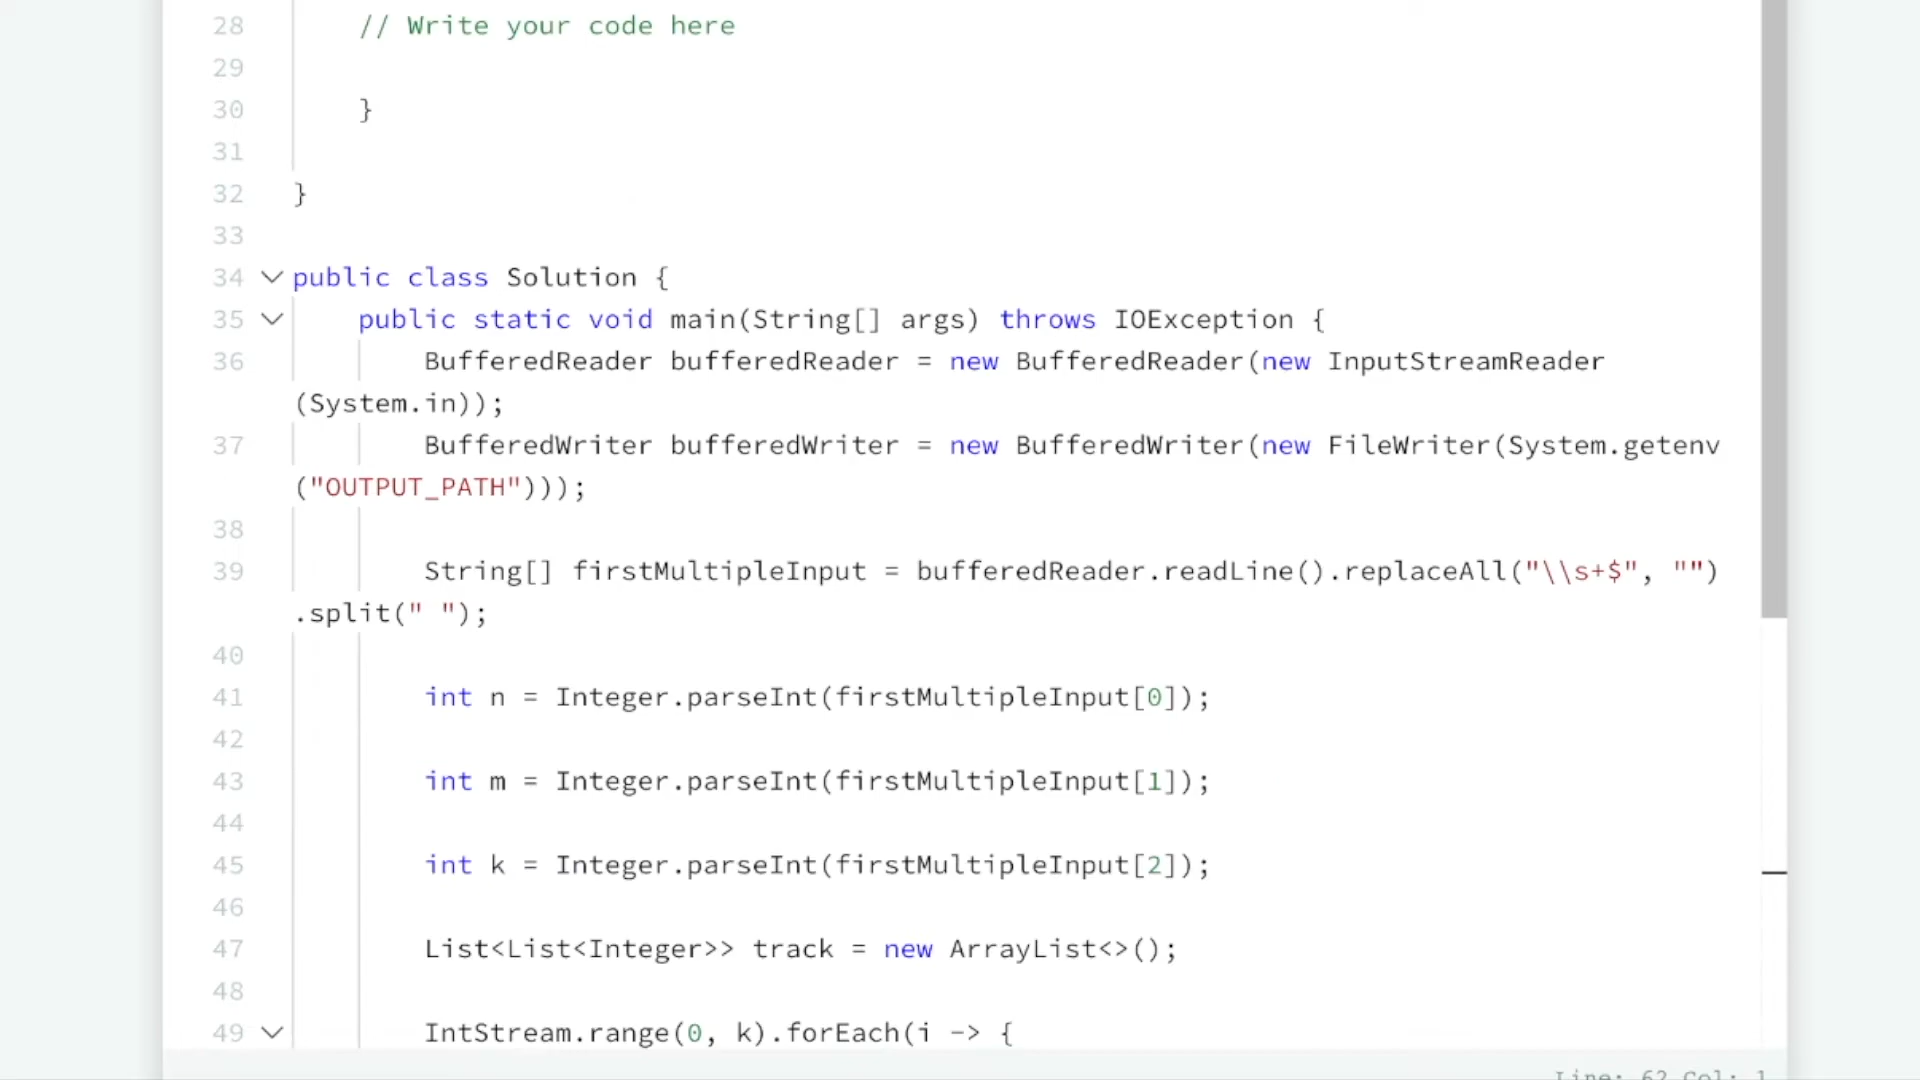 28 // Write your code here
29
30 }
31
32 }
33
34 public class Solution {
35 public static void main(String[] args) throws IOException {
36 BufferedReader bufferedReader = new BufferedReader(new InputStreamReader
(System.in));
37 BufferedWriter bufferedWriter = new BufferedWriter(new FileWriter(System.getenv
("OUTPUT_PATH")));
38
39 String[] firstMultipleInput = bufferedReader.readLine().replaceAll("\\s+$", "")
.split(" ");
40
41 int n = Integer.parseInt(firstMultipleInput[0]);
42
43 int m = Integer.parseInt(firstMultipleInput[1]);
44
45 int k = Integer.parseInt(firstMultipleInput[2]);
46
47 List<List<Integer>> track = new ArrayList<>();
48
49 IntStream.range(0, k).forEach(i -> {
Line: 62 Col: 1